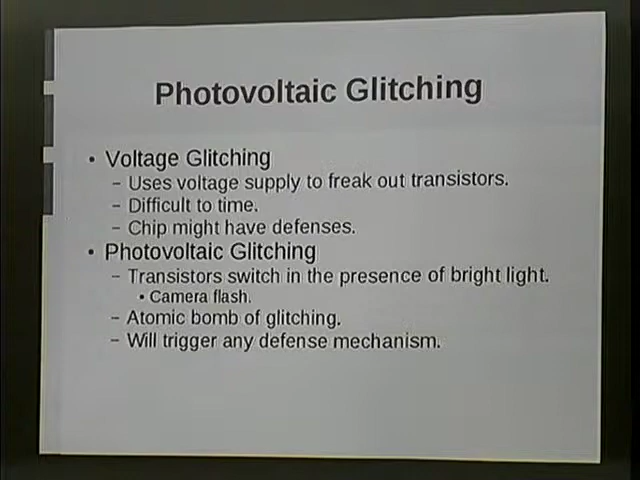 Photovoltaic Glitching
• Voltage Glitching
– Uses voltage supply to freak out transistors.
– Difficult to time.
– Chip might have defenses.
• Photovoltaic Glitching
– Transistors switch in the presence of bright light.
• Camera flash.
– Atomic bomb of glitching.
– Will trigger any defense mechanism.